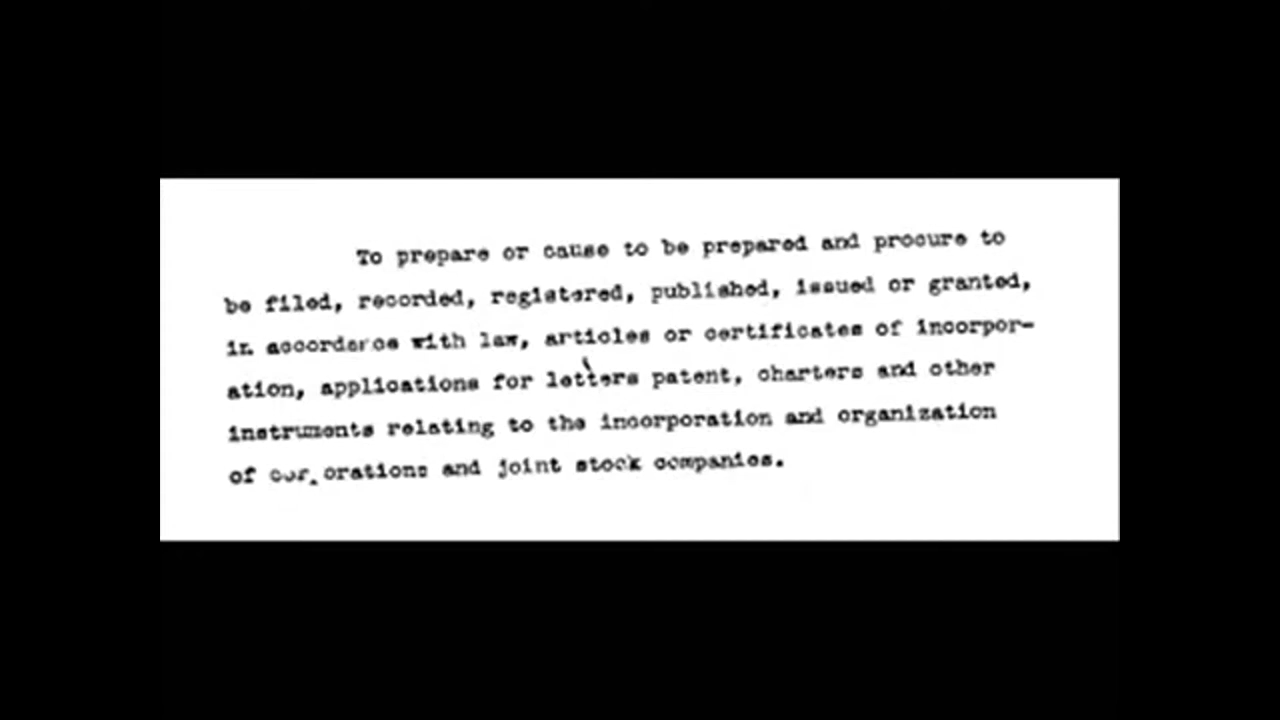 To prepare or cause to be prepared and procure to
be filed, recorded, registered, published, issued or granted,
in accordance with law, articles or certificates of incorpor-
ation, applications for letters patent, charters and other
instruments relating to the incorporation and organization
of corporations and joint stock companies.